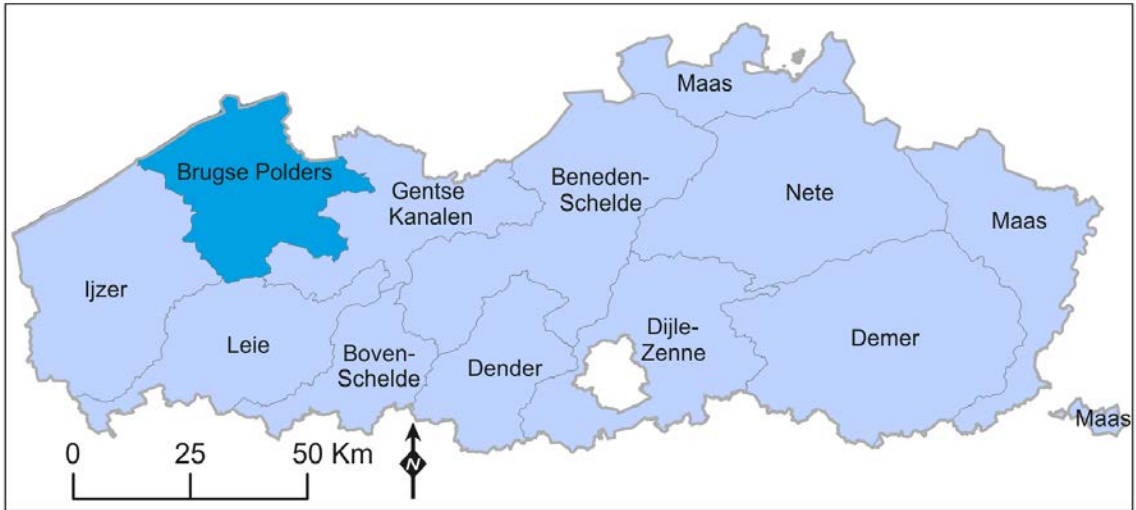 Maas
Brugse Polders
Gentse
Kanalen
Beneden-
Schelde
Nete
Maas
Ijzer
Leie
Boven-
Schelde
Dender
Dijle-
Zenne
Demer
Maas
0 25 50 Km
N